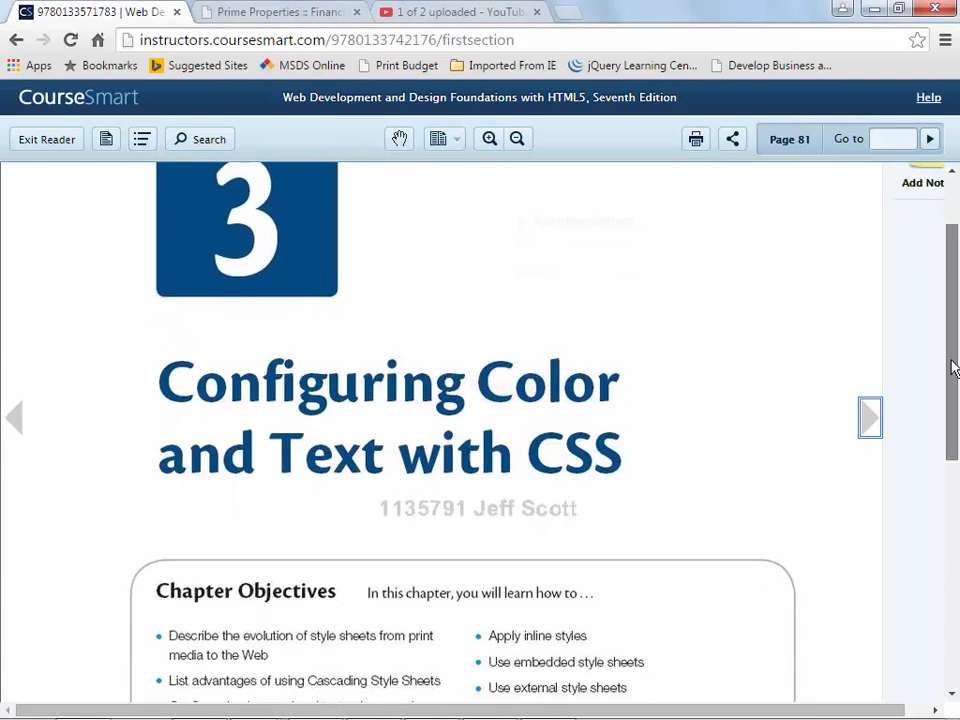 9780133571783 | Web De
Prime Properties :: Financ
1 of 2 uploaded - YouTub
instructors.coursesmart.com/9780133742176/firstsection
Apps Bookmarks Suggested Sites MSDS Online Print Budget Imported From IE jQuery Learning Cen... Develop Business a...
CourseSmart
Web Development and Design Foundations with HTML5, Seventh Edition
Help
Exit Reader Search Page 81 Go to
Add Not
3
Configuring Color
and Text with CSS
1135791 Jeff Scott
Chapter Objectives In this chapter, you will learn how to ...
• Describe the evolution of style sheets from print
media to the Web
• List advantages of using Cascading Style Sheets
• Apply inline styles
• Use embedded style sheets
• Use external style sheets